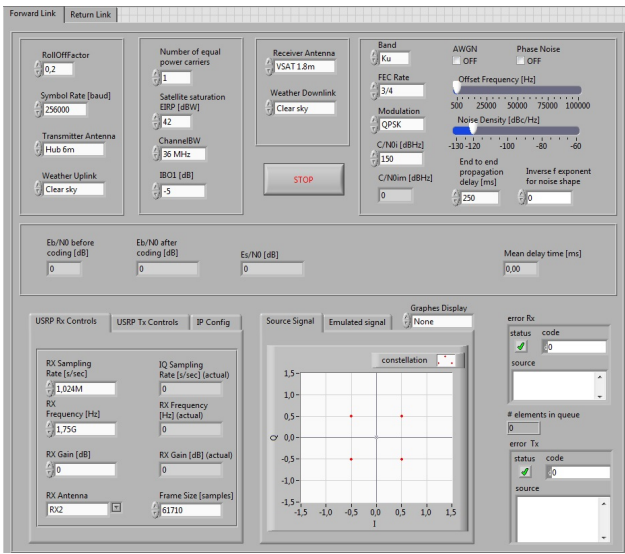 Forward Link
Return Link
RollOffFactor
0,2
Symbol Rate [baud]
256000
Transmitter Antenna
Hub 6m
Weather Uplink
Clear sky
Number of equal
power carriers
1
Satellite saturation
EIRP [dBW]
42
ChannelBW
36 MHz
IBO1 [dB]
-5
Receiver Antenna
VSAT 1.8m
Weather Downlink
Clear sky
STOP
Band
Ku
FEC Rate
3/4
Modulation
QPSK
C/N0i [dBHz]
150
C/N0im [dBHz]
0
AWGN
OFF
Phase Noise
OFF
Offset Frequency [Hz]
500 25000 50000 75000 100000
Noise Density [dBc/Hz]
-130 -120 -100 -80 -60
End to end
propagation
delay [ms]
250
Inverse f exponent
for noise shape
0
Eb/N0 before
coding [dB]
0
Eb/N0 after
coding [dB]
0
Es/N0 [dB]
0
Mean delay time [ms]
0,00
USRP Rx Controls
USRP Tx Controls
IP Config
RX Sampling
Rate [s/sec]
1,024M
RX
Frequency [Hz]
1,75G
RX Gain [dB]
0
RX Antenna
RX2
IQ Sampling
Rate [s/sec] (actual)
0
RX Frequency
[Hz] (actual)
0
RX Gain [dB] (actual)
0
Frame Size [samples]
61710
Source Signal
Emulated signal
Graphes Display
None
constellation
1,5
1,0
0,5
0,0
-0,5
-1,0
-1,5
Q
-1,5 -1,0 -0,5 0,0 0,5 1,0 1,5
I
error Rx
status code
0
source
# elements in queue
0
error Tx
status code
0
source